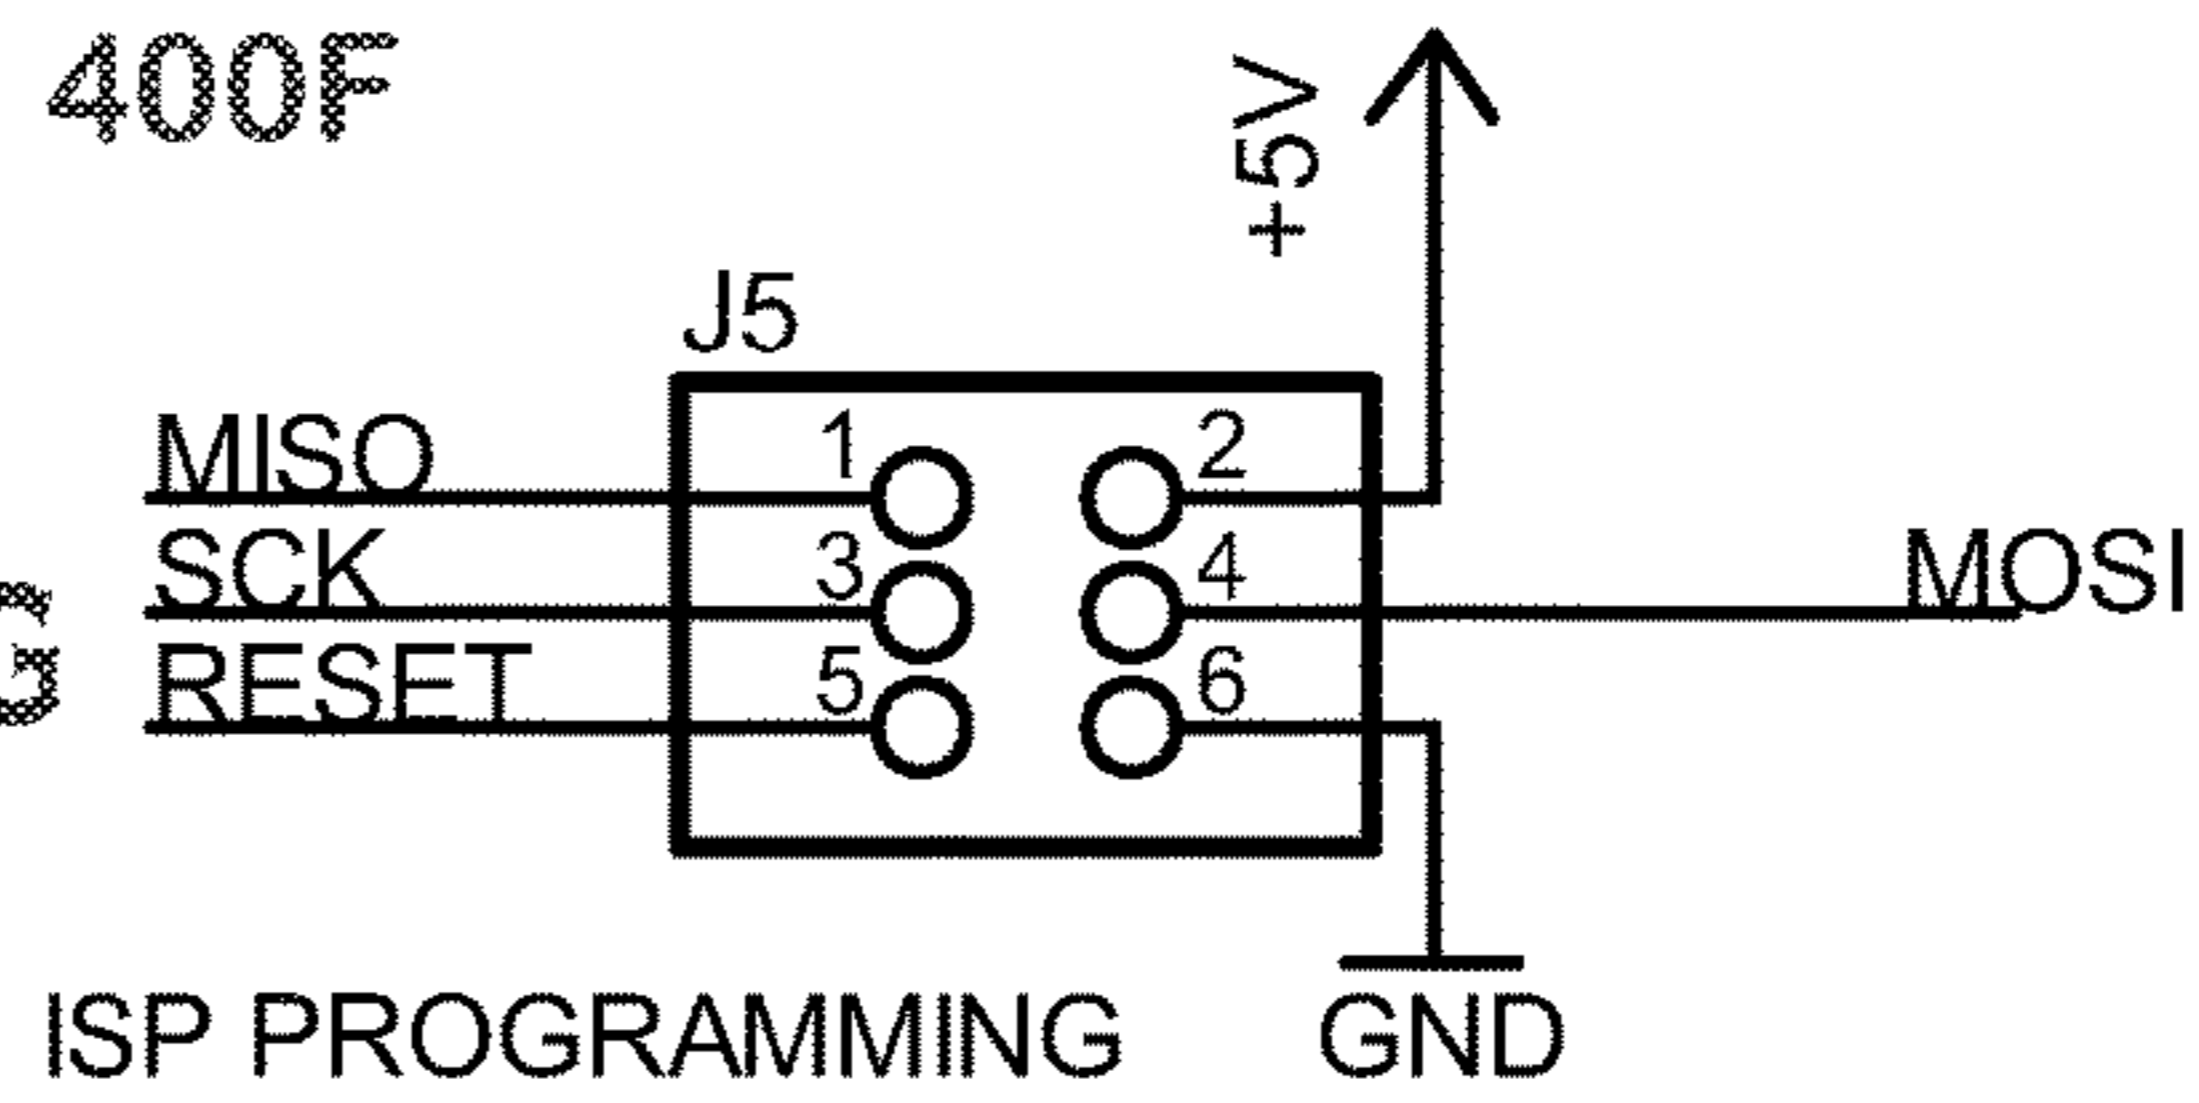 400F
+5V
J5
MISO 1 2
SCK 3 4 MOSI
RESET 5 6
ISP PROGRAMMING GND